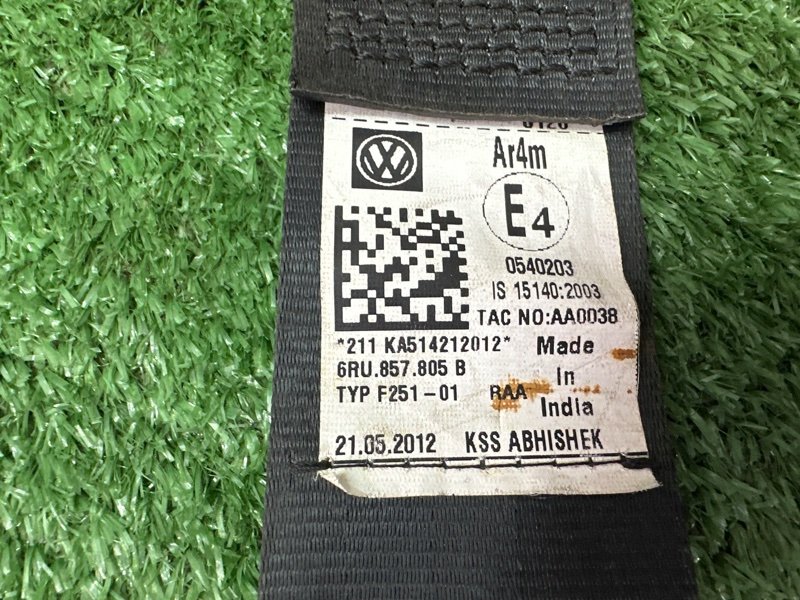 Ar4m
E4
0540203
IS 15140:2003
TAC NO:AA0038
*211 KA514212012*
Made
6RU.857.805 B
in
TYP F251-01 RAA
India
21.05.2012 KSS ABHISHEK